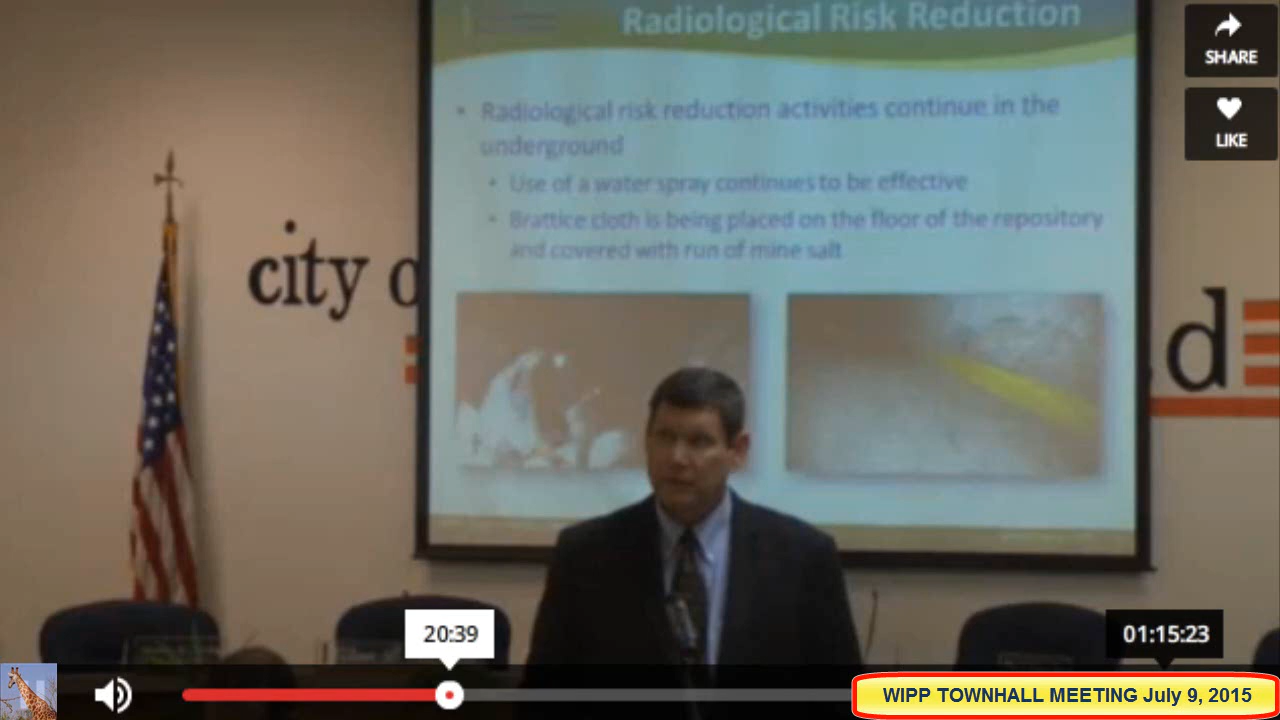 Radiological Risk Reduction
SHARE
• Radiological risk reduction activities continue in the
underground
LIKE
• Use of a water spray continues to be effective
• Brattice cloth is being placed on the floor of the repository
and covered with run of mine salt
city o
d
20:39
01:15:23
WIPP TOWNHALL MEETING July 9, 2015